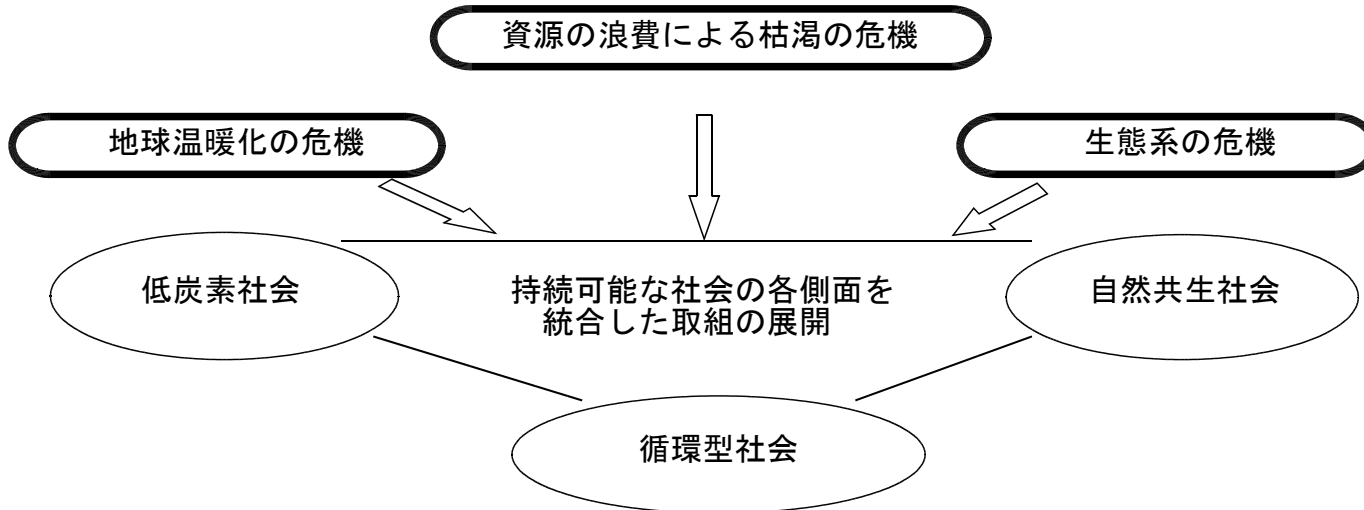 資源の浪費による枯渇の危機
地球温暖化の危機
生態系の危機
低炭素社会
持続可能な社会の各側面を
統合した取組の展開
自然共生社会
循環型社会